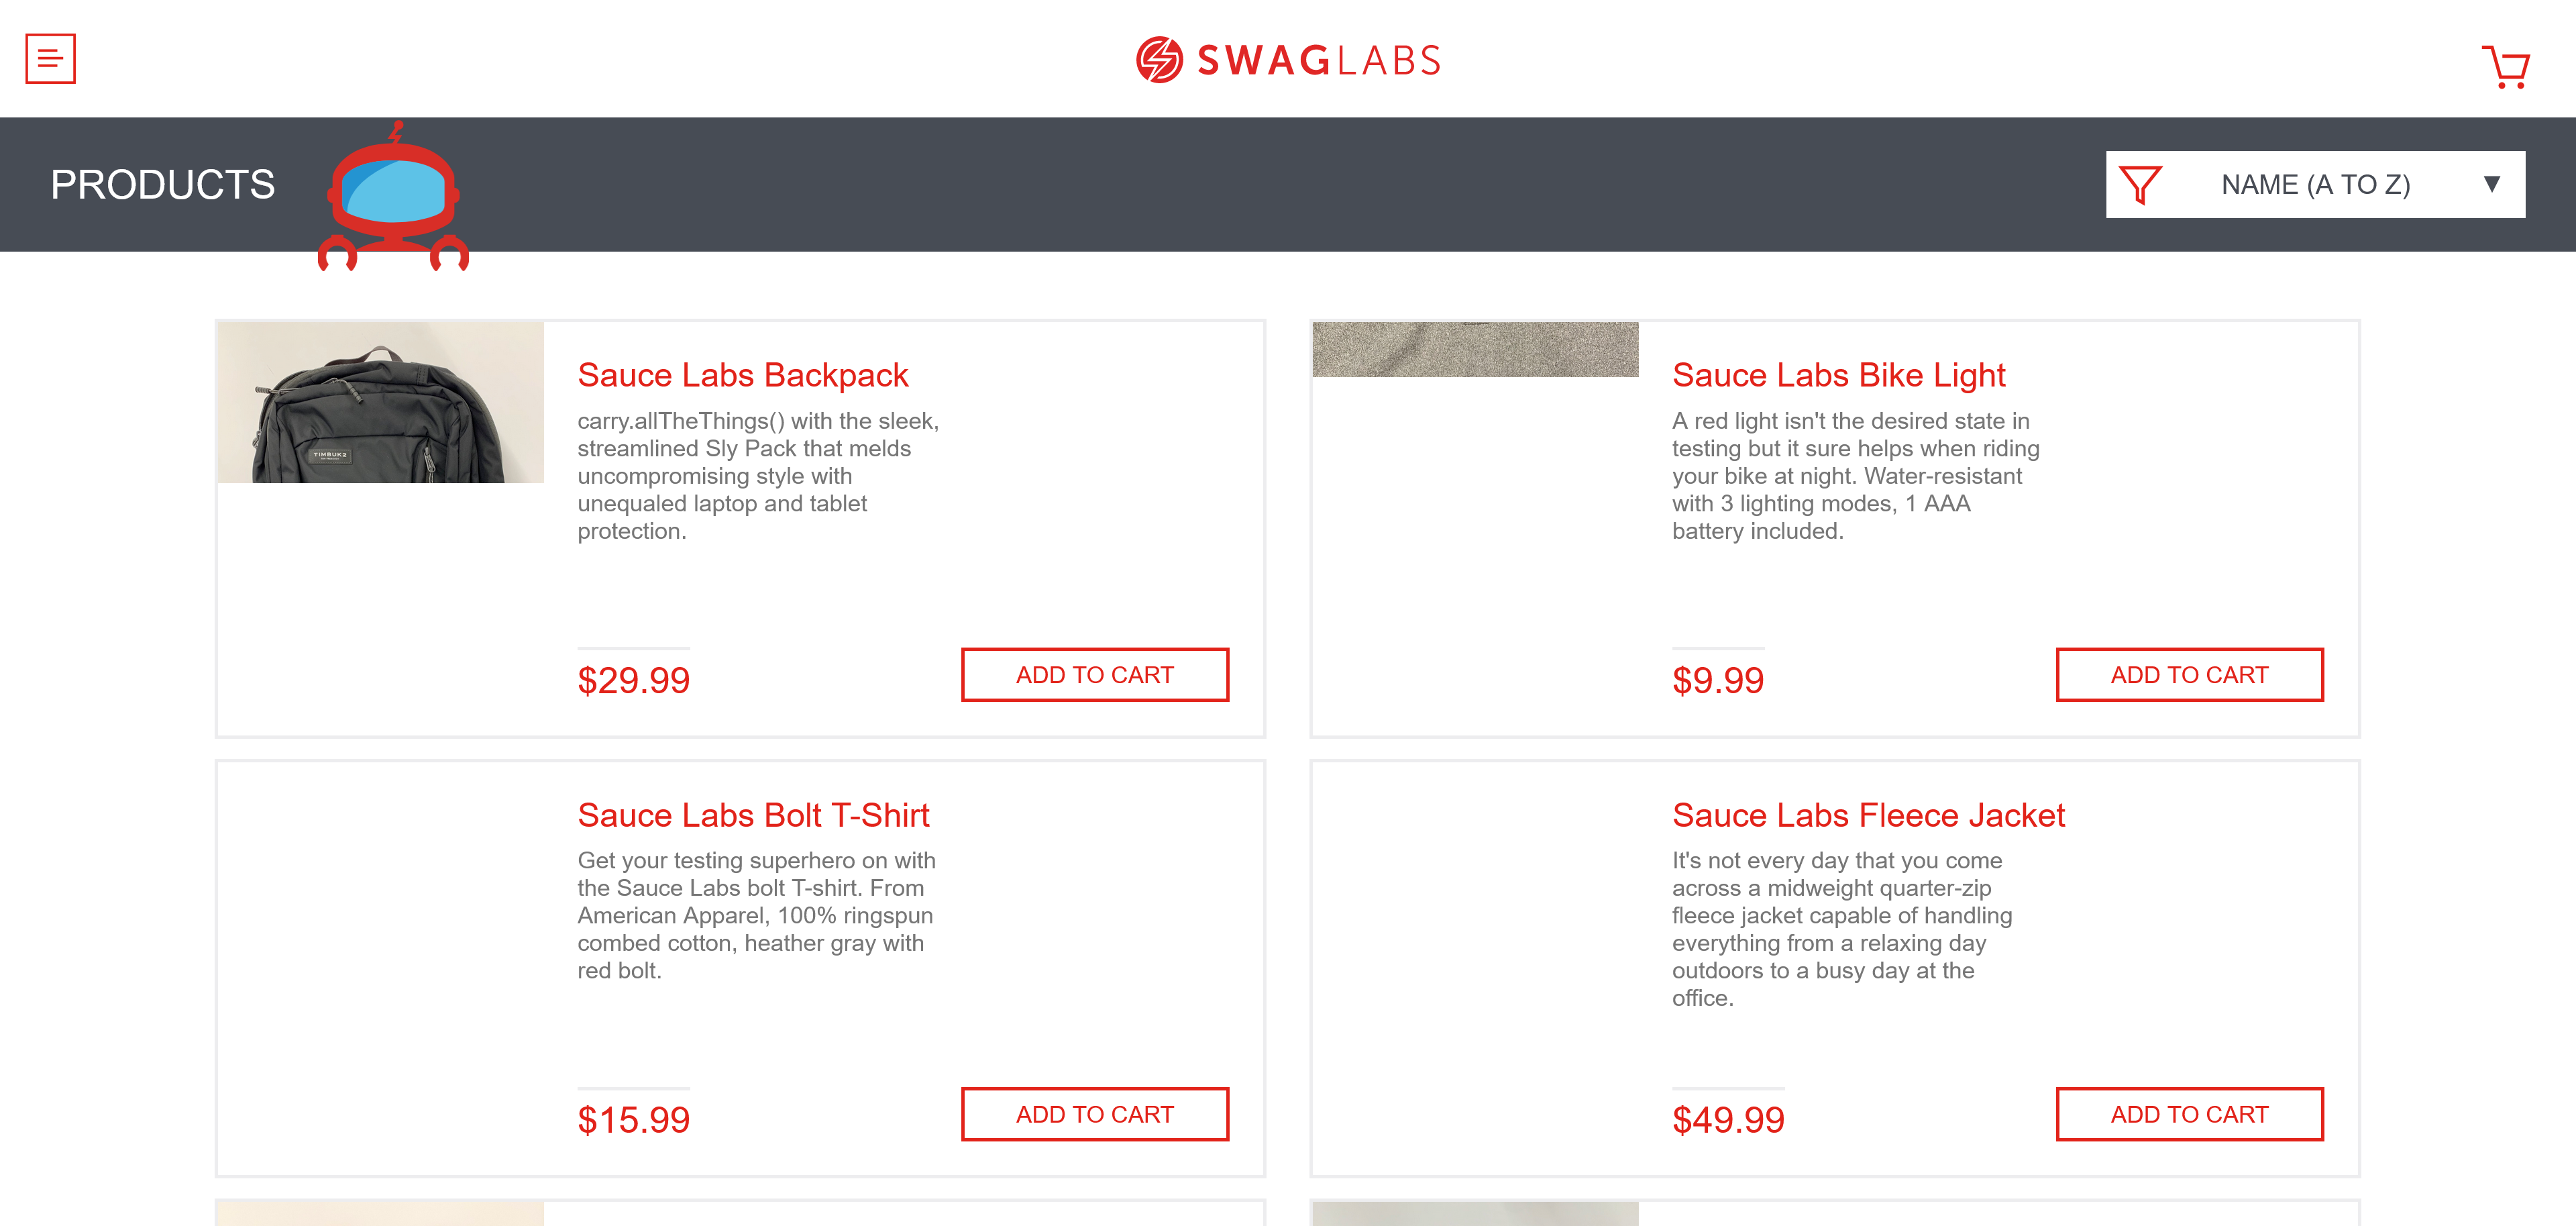 SWAGLABS
PRODUCTS
NAME (A TO Z)
TIMBUK2
Sauce Labs Backpack
carry.allTheThings() with the sleek,
streamlined Sly Pack that melds
uncompromising style with
unequaled laptop and tablet
protection.
$29.99
ADD TO CART
Sauce Labs Bike Light
A red light isn't the desired state in
testing but it sure helps when riding
your bike at night. Water-resistant
with 3 lighting modes, 1 AAA
battery included.
$9.99
ADD TO CART
Sauce Labs Bolt T-Shirt
Get your testing superhero on with
the Sauce Labs bolt T-shirt. From
American Apparel, 100% ringspun
combed cotton, heather gray with
red bolt.
$15.99
ADD TO CART
Sauce Labs Fleece Jacket
It's not every day that you come
across a midweight quarter-zip
fleece jacket capable of handling
everything from a relaxing day
outdoors to a busy day at the
office.
$49.99
ADD TO CART